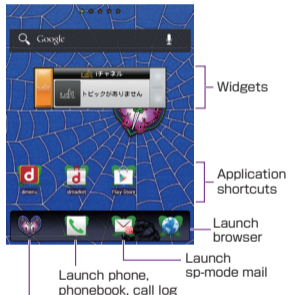 Google
iチャネル
トピックがありません
Widgets
dmenu
dmarket
Play Store
Application
shortcuts
Launch
browser
Launch
sp-mode mail
Launch phone,
phonebook, call log